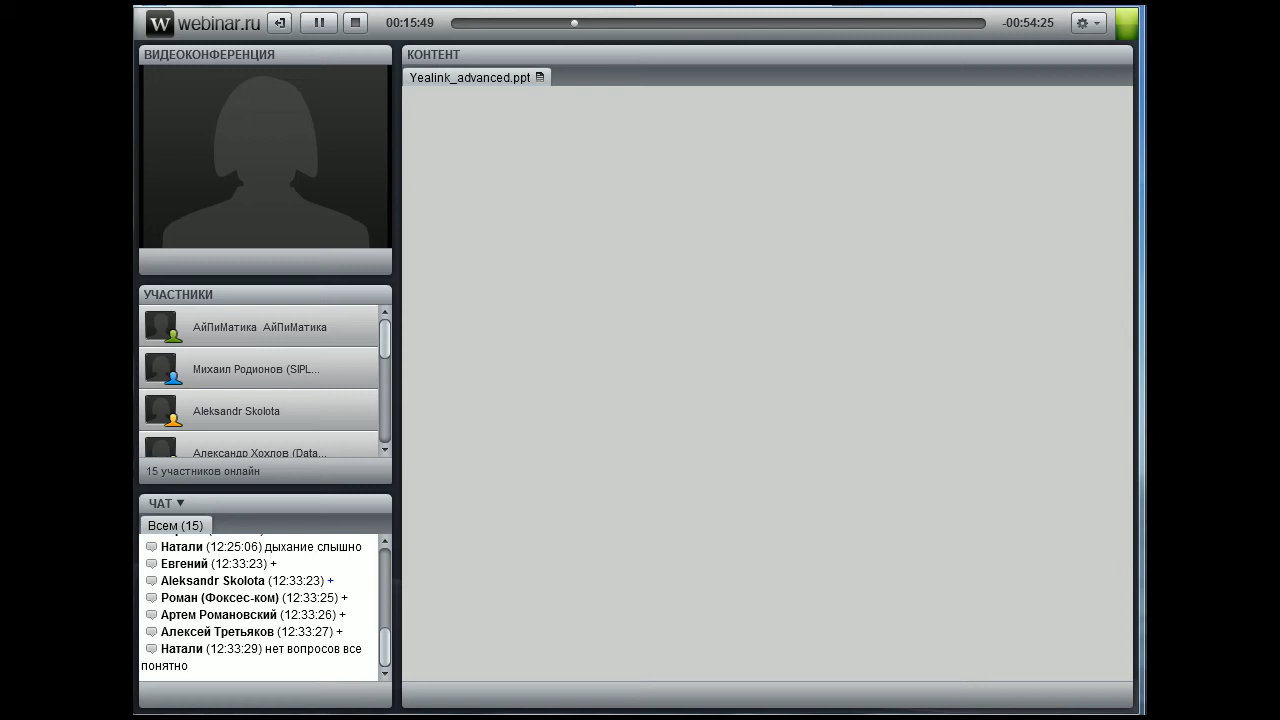 w webinar.ru
00:15:49
-00:54:25
ВИДЕОКОНФЕРЕНЦИЯ
УЧАСТНИКИ
АйПиМатика АйПиМатика
Михаил Родионов (SIPL...
Aleksandr Skolota
Александр Хохлов (Data...
15 участников онлайн
ЧАТ
Всем (15)
Натали (12:25:06) дыхание слышно
Евгений (12:33:23) +
Aleksandr Skolota (12:33:23) +
Роман (Фоксес-ком) (12:33:25) +
Артем Романовский (12:33:26) +
Алексей Третьяков (12:33:27) +
Натали (12:33:29) нет вопросов все
понятно
КОНТЕНТ
Yealink_advanced.ppt